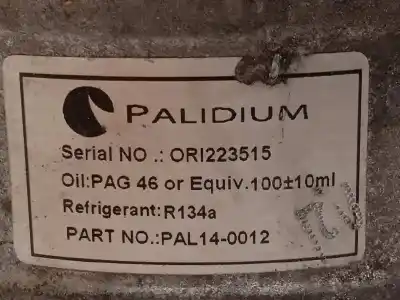 PALIDIUM
Serial NO .: ORI223515
Oil:PAG 46 or Equiv.100±10ml
Refrigerant:R134a
PART NO.:PAL14-0012